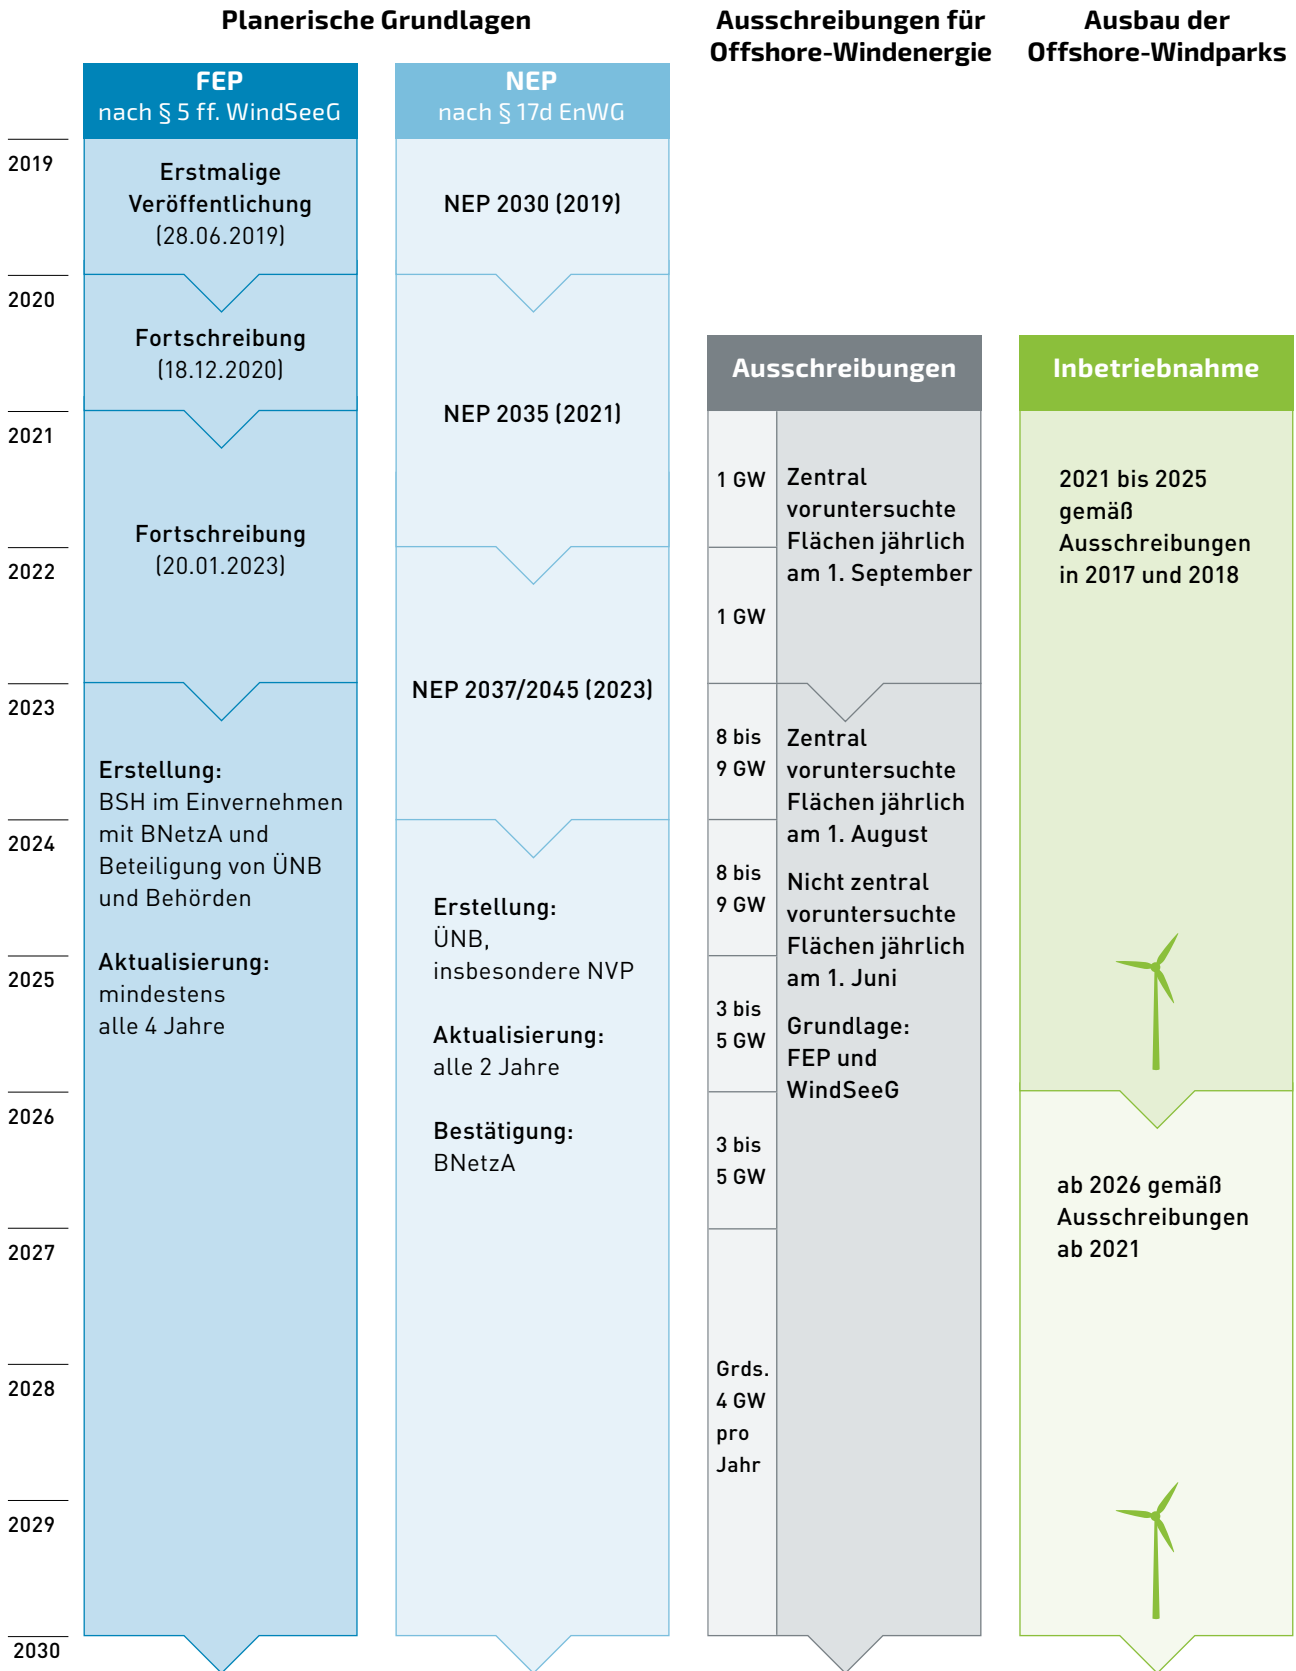 Planerische Grundlagen
Ausschreibungen für
Offshore-Windenergie
Ausbau der
Offshore-Windparks
FEP
nach § 5 ff. WindSeeG
NEP
nach § 17d EnWG
2019
2020
2021
2022
2023
2024
2025
2026
2027
2028
2029
2030
Erstmalige
Veröffentlichung
(28.06.2019)
Fortschreibung
(18.12.2020)
Fortschreibung
(20.01.2023)
Erstellung:
BSH im Einvernehmen
mit BNetzA und
Beteiligung von ÜNB
und Behörden
Aktualisierung:
mindestens
alle 4 Jahre
NEP 2030 (2019)
NEP 2035 (2021)
NEP 2037/2045 (2023)
Erstellung:
ÜNB,
insbesondere NVP
Aktualisierung:
alle 2 Jahre
Bestätigung:
BNetzA
Ausschreibungen
1 GW
1 GW
8 bis
9 GW
8 bis
9 GW
3 bis
5 GW
3 bis
5 GW
Grds.
4 GW
pro
Jahr
Zentral
voruntersuchte
Flächen jährlich
am 1. September
Zentral
voruntersuchte
Flächen jährlich
am 1. August
Nicht zentral
voruntersuchte
Flächen jährlich
am 1. Juni
Grundlage:
FEP und
WindSeeG
Inbetriebnahme
2021 bis 2025
gemäß
Ausschreibungen
in 2017 und 2018
ab 2026 gemäß
Ausschreibungen
ab 2021